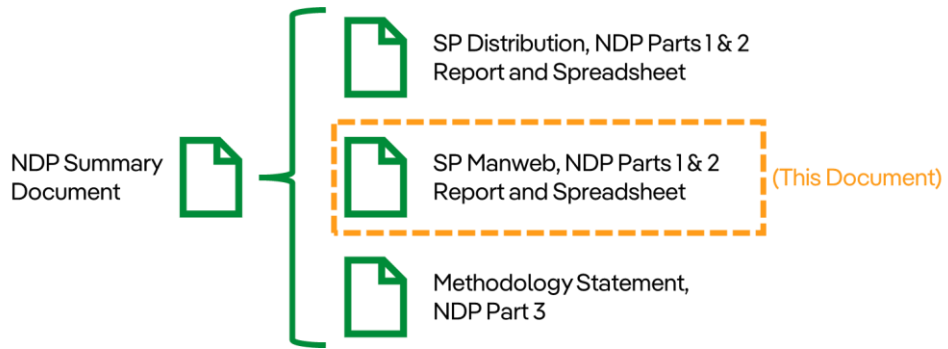 NDP Summary
Document
SP Distribution, NDP Parts 1 & 2
Report and Spreadsheet
SP Manweb, NDP Parts 1 & 2
Report and Spreadsheet
(This Document)
Methodology Statement,
NDP Part 3